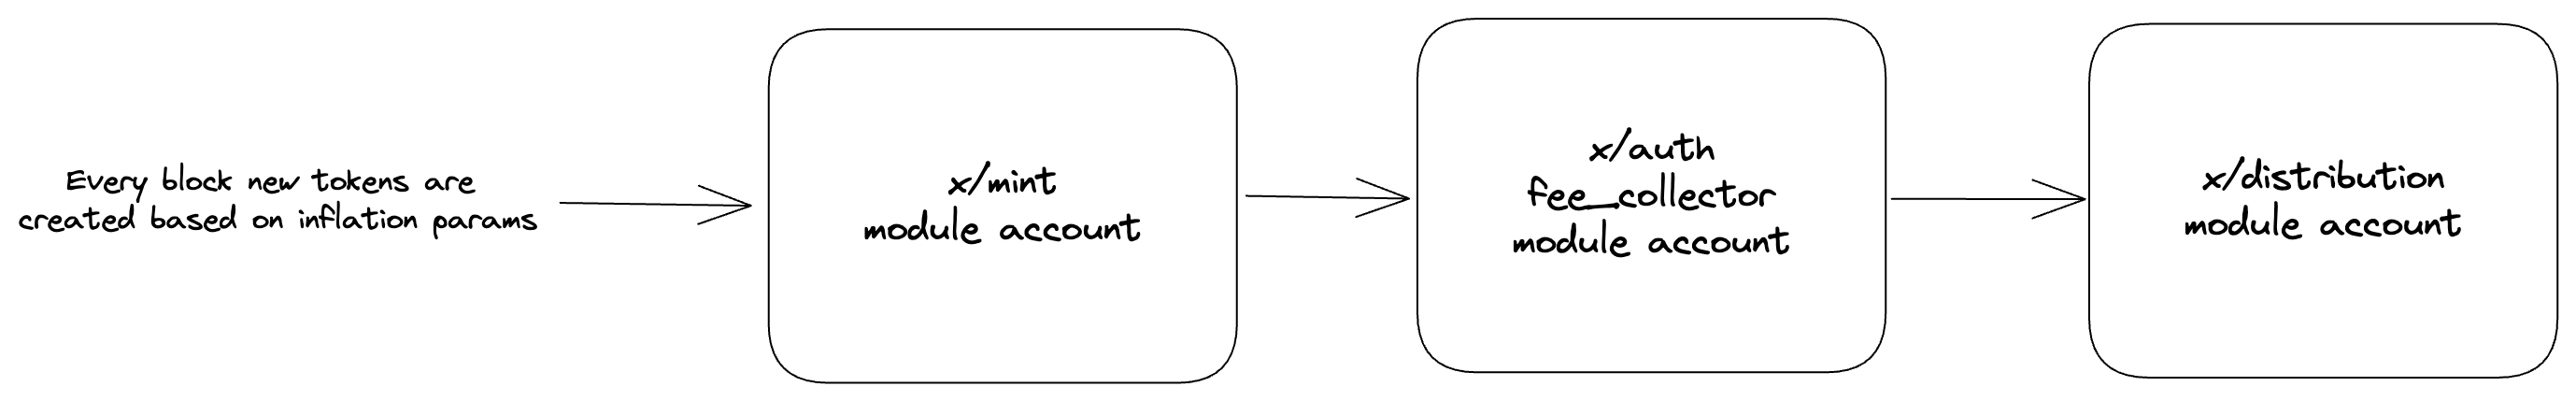 Every block new tokens are
created based on inflation params
x/mint
module account
x/auth
fee_collector
module account
x/distribution
module account